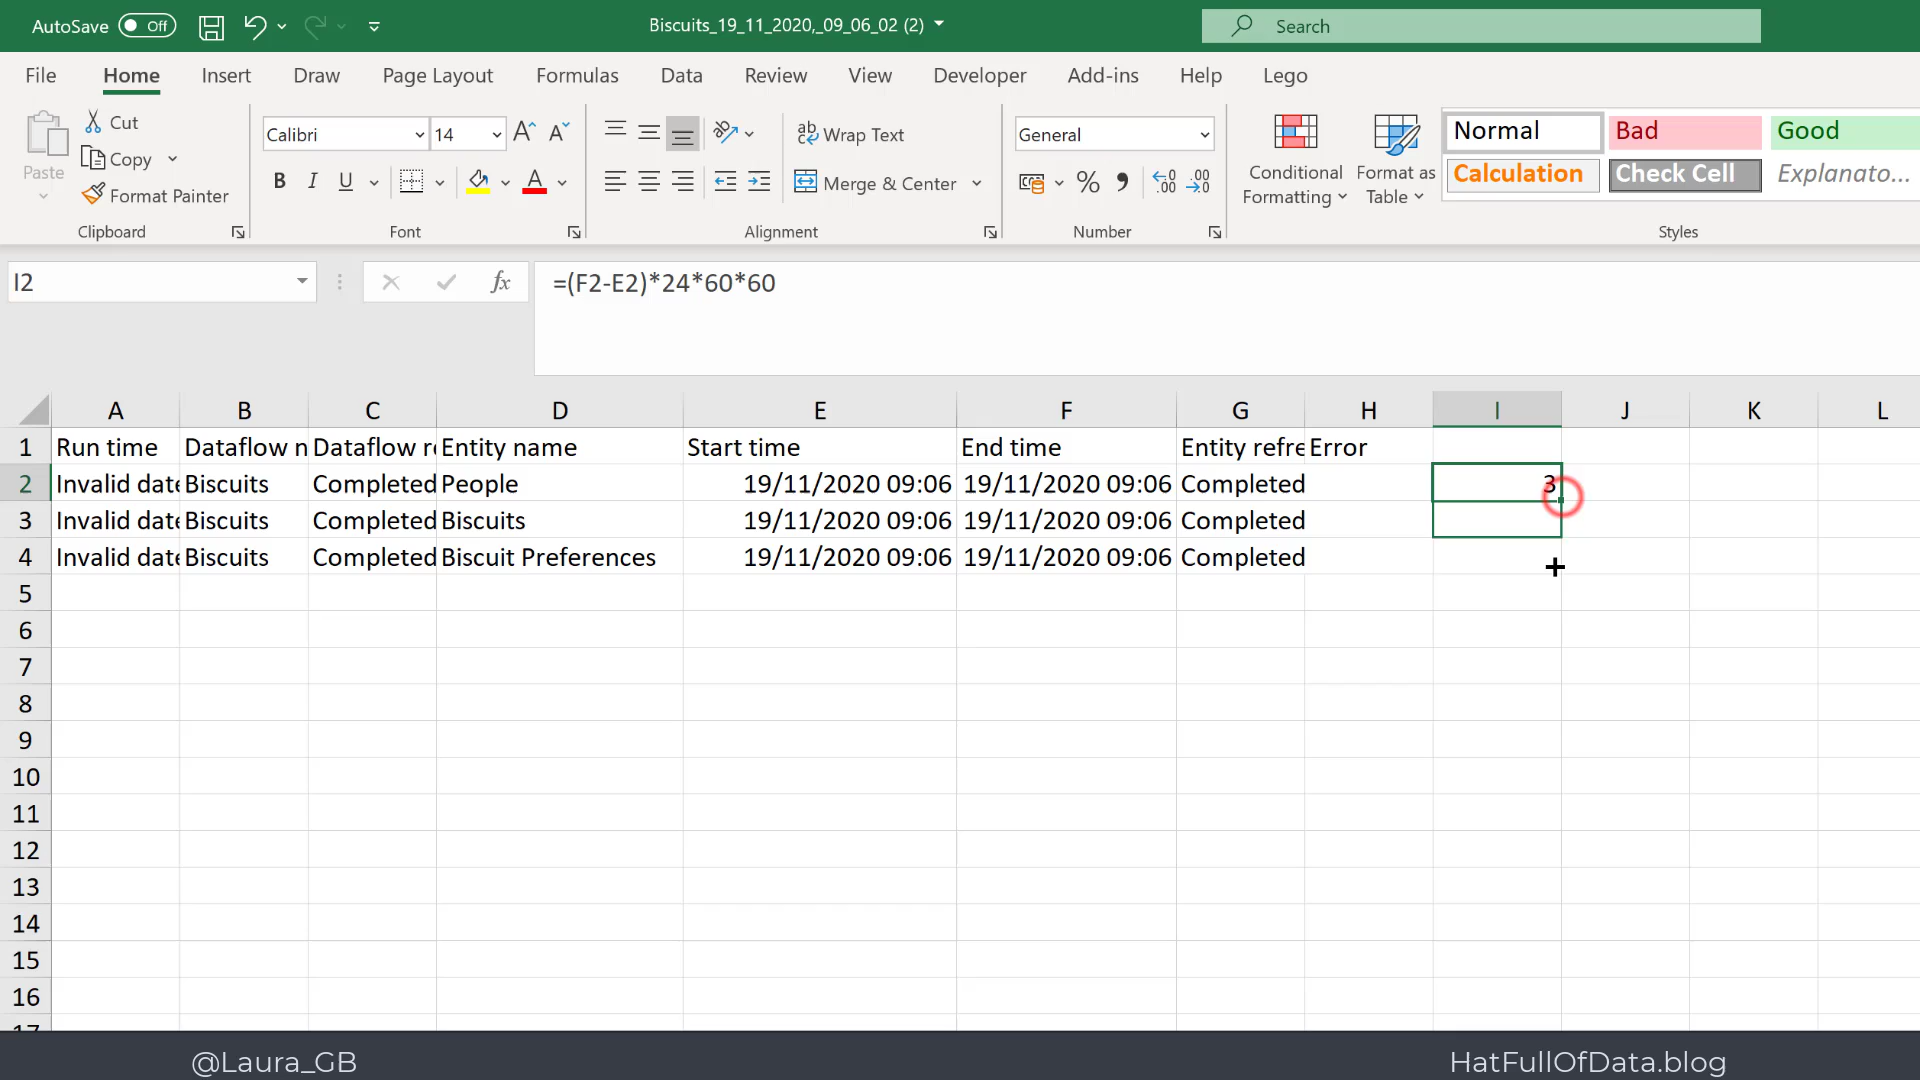 AutoSave Off Biscuits_19_11_2020,_09_06_02 (2) Search
File Home Insert Draw Page Layout Formulas Data Review View Developer Add-ins Help Lego
Paste
Cut
Copy
Format Painter
Clipboard
Calibri 14
B I U A
Font
ab Wrap Text
Merge & Center
Alignment
General
% ,
Number
Conditional Formatting
Format as Table
Normal Bad Good
Calculation Check Cell Explanato...
Styles
I2 fx =(F2-E2)*24*60*60
A B C D E F G H I J K L
1 Run time Dataflow n Dataflow r Entity name Start time End time Entity refre Error
2 Invalid date Biscuits Completed People 19/11/2020 09:06 19/11/2020 09:06 Completed 3
3 Invalid date Biscuits Completed Biscuits 19/11/2020 09:06 19/11/2020 09:06 Completed
4 Invalid date Biscuits Completed Biscuit Preferences 19/11/2020 09:06 19/11/2020 09:06 Completed
5
6
7
8
9
10
11
12
13
14
15
16
17
@Laura_GB HatFullOfData.blog